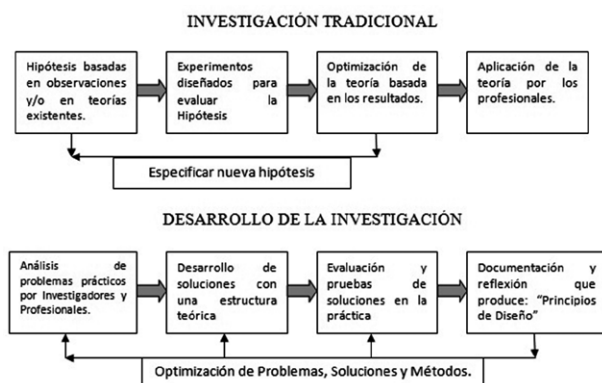 INVESTIGACIÓN TRADICIONAL
Hipótesis basadas
en observaciones
y/o en teorías
existentes.
Experimentos
diseñados para
evaluar la
Hipótesis
Optimización de
la teoría basada
en los resultados.
Aplicación de la
teoría por los
profesionales.
Especificar nueva hipótesis
DESARROLLO DE LA INVESTIGACIÓN
Análisis de
problemas prácticos
por Investigadores y
Profesionales.
Desarrollo de
soluciones con
una estructura
teórica
Evaluación y
pruebas de
soluciones en la
práctica
Documentación y
reflexión que
produce: “Principios
de Diseño”
Optimización de Problemas, Soluciones y Métodos.